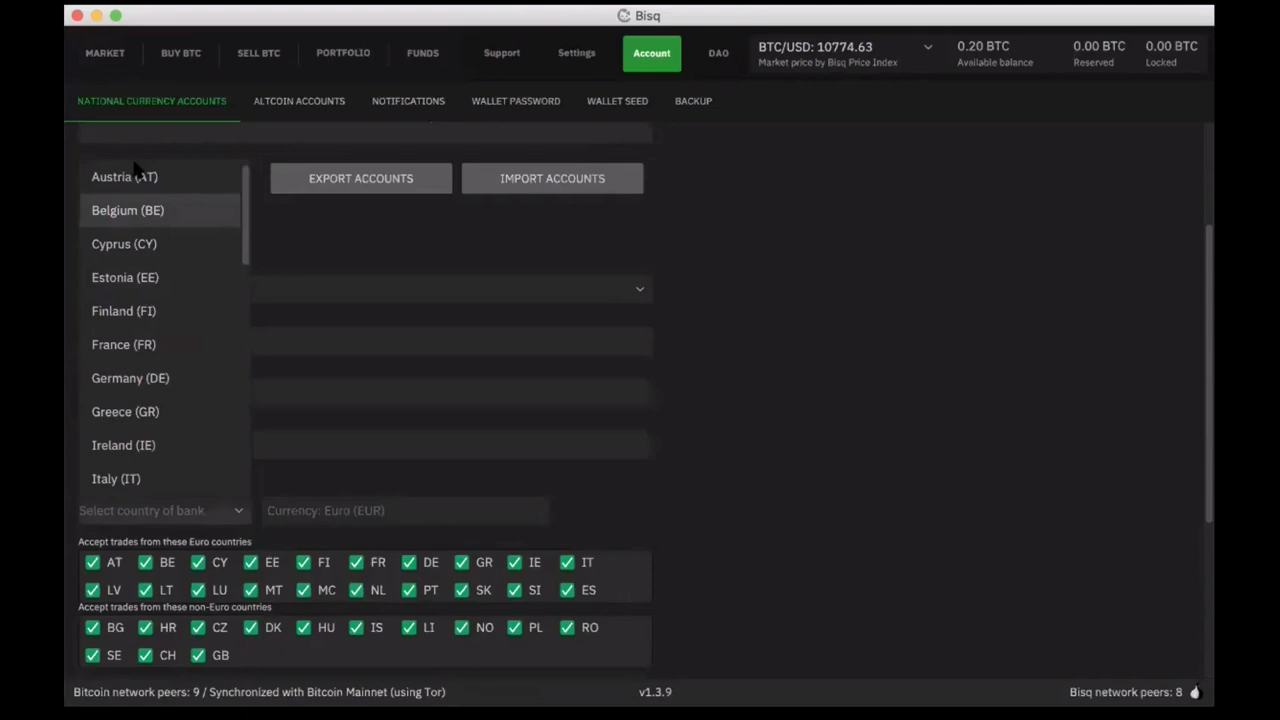 Bisq
MARKET BUY BTC SELL BTC PORTFOLIO FUNDS Support Settings Account DAO BTC/USD: 10774.63 0.20 BTC 0.00 BTC 0.00 BTC
Market price by Bisq Price Index Available balance Reserved Locked
NATIONAL CURRENCY ACCOUNTS ALTCOIN ACCOUNTS NOTIFICATIONS WALLET PASSWORD WALLET SEED BACKUP
Austria (AT) EXPORT ACCOUNTS IMPORT ACCOUNTS
Belgium (BE)
Cyprus (CY)
Estonia (EE)
Finland (FI)
France (FR)
Germany (DE)
Greece (GR)
Ireland (IE)
Italy (IT)
Select country of bank Currency: Euro (EUR)
Accept trades from these Euro countries
AT BE CY EE FI FR DE GR IE IT
LV LT LU MT MC NL PT SK SI ES
Accept trades from these non-Euro countries
BG HR CZ DK HU IS LI NO PL RO
SE CH GB
Bitcoin network peers: 9 / Synchronized with Bitcoin Mainnet (using Tor) v1.3.9 Bisq network peers: 8